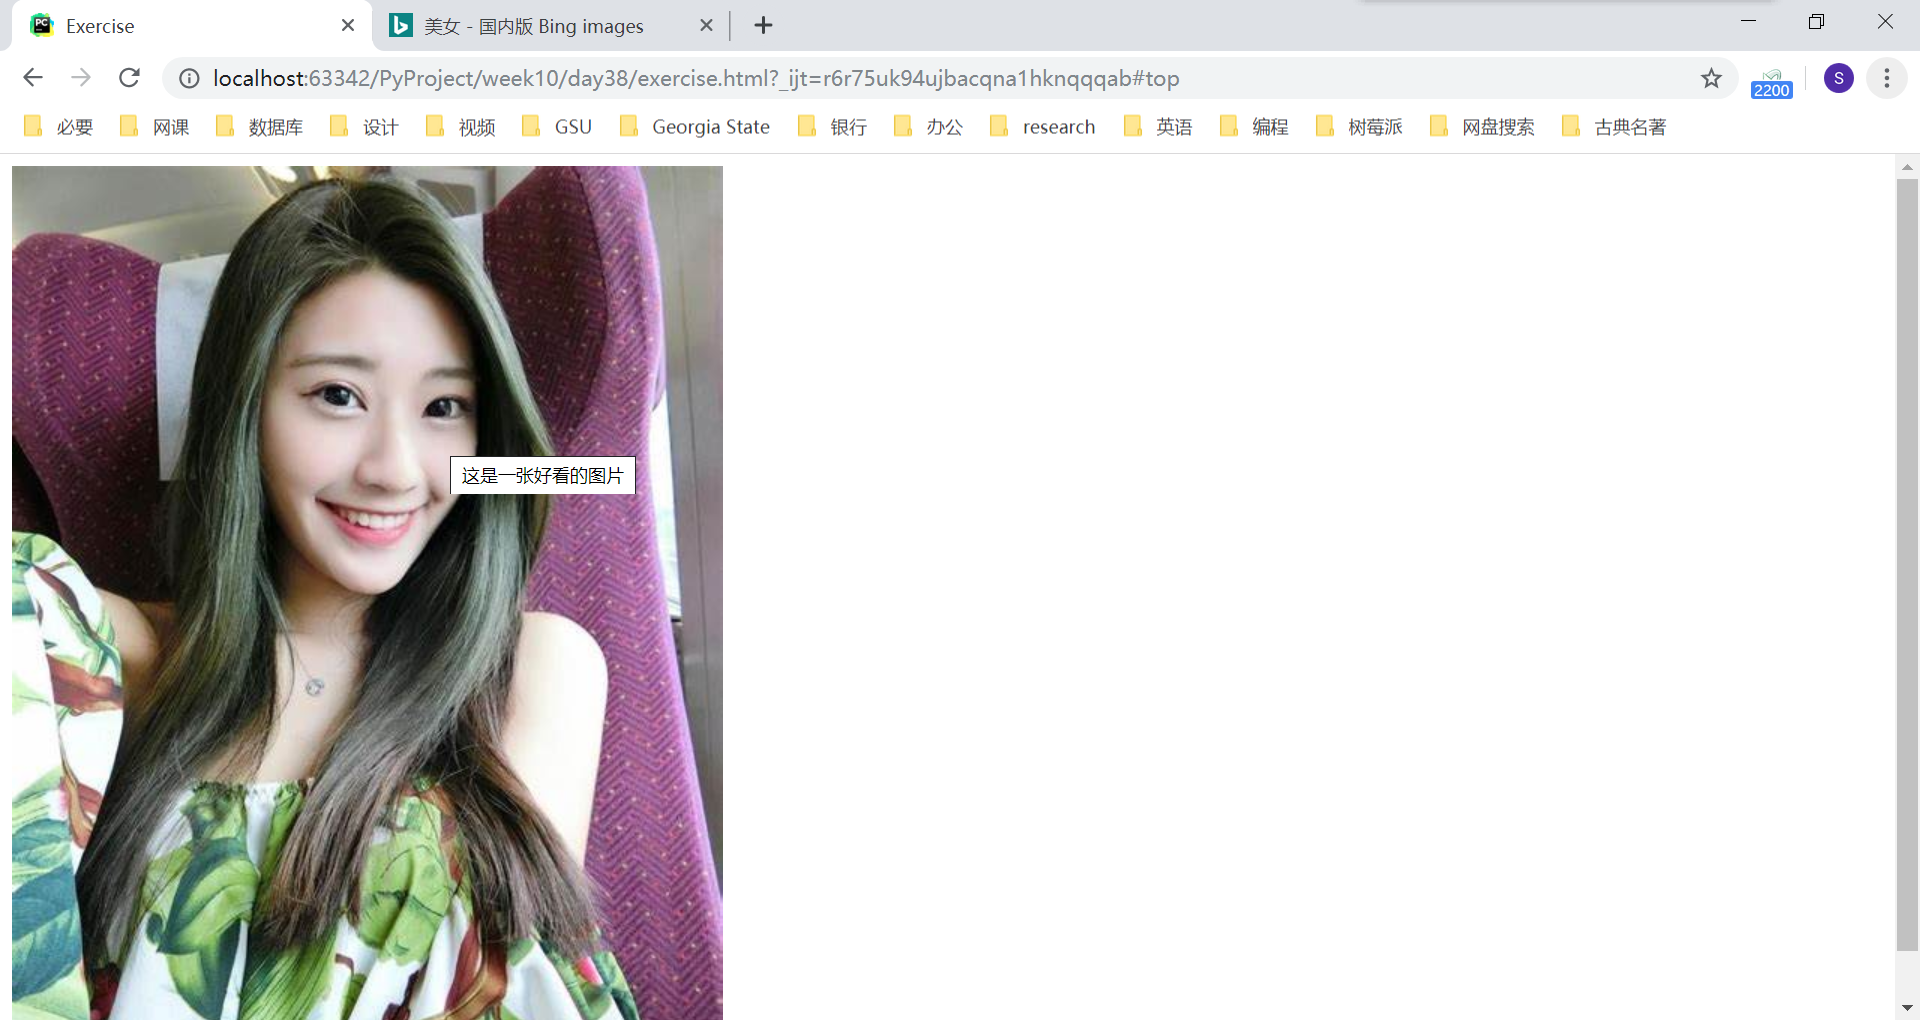 Exercise
美女 - 国内版 Bing images
localhost:63342/PyProject/week10/day38/exercise.html?_ijt=r6r75uk94ujbacqna1hknqqqab#top
2200
S
必要 网课 数据库 设计 视频 GSU Georgia State 银行 办公 research 英语 编程 树莓派 网盘搜索 古典名著
这是一张好看的图片